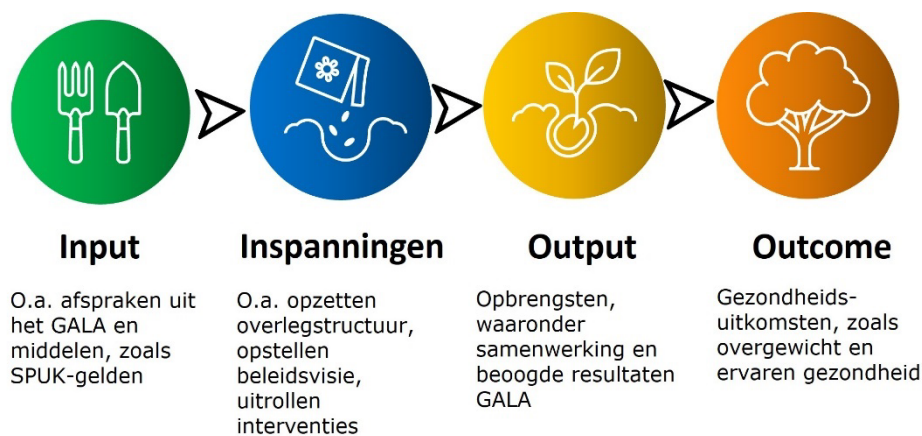 Input
O.a. afspraken uit
het GALA en
middelen, zoals
SPUK-gelden
Inspanningen
O.a. opzetten
overlegstructuur,
opstellen
beleidsvisie,
uitrollen
interventies
Output
Opbrengsten,
waaronder
samenwerking en
beoogde resultaten
GALA
Outcome
Gezondheids-
uitkomsten, zoals
overgewicht en
ervaren gezondheid